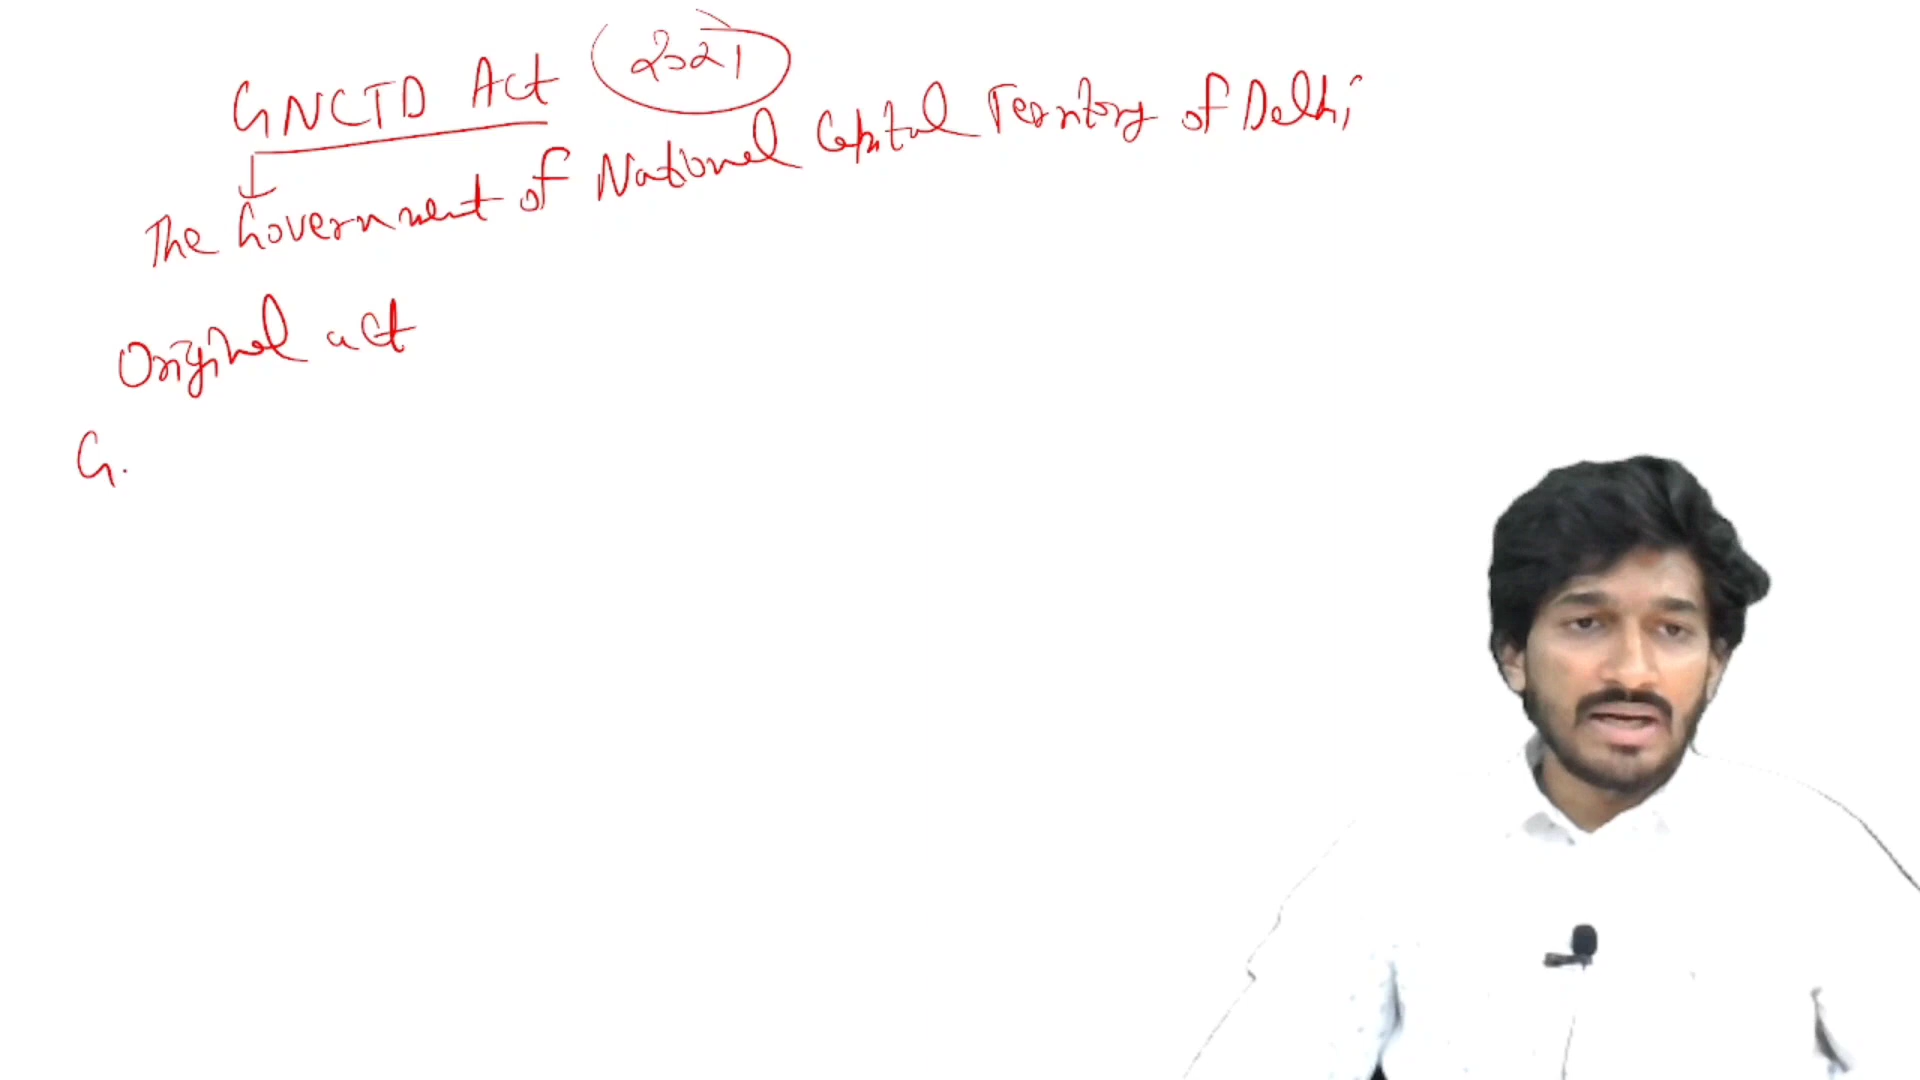 GNCTD Act 2021
The Government of National Capital Territory of Delhi
Original act
G.